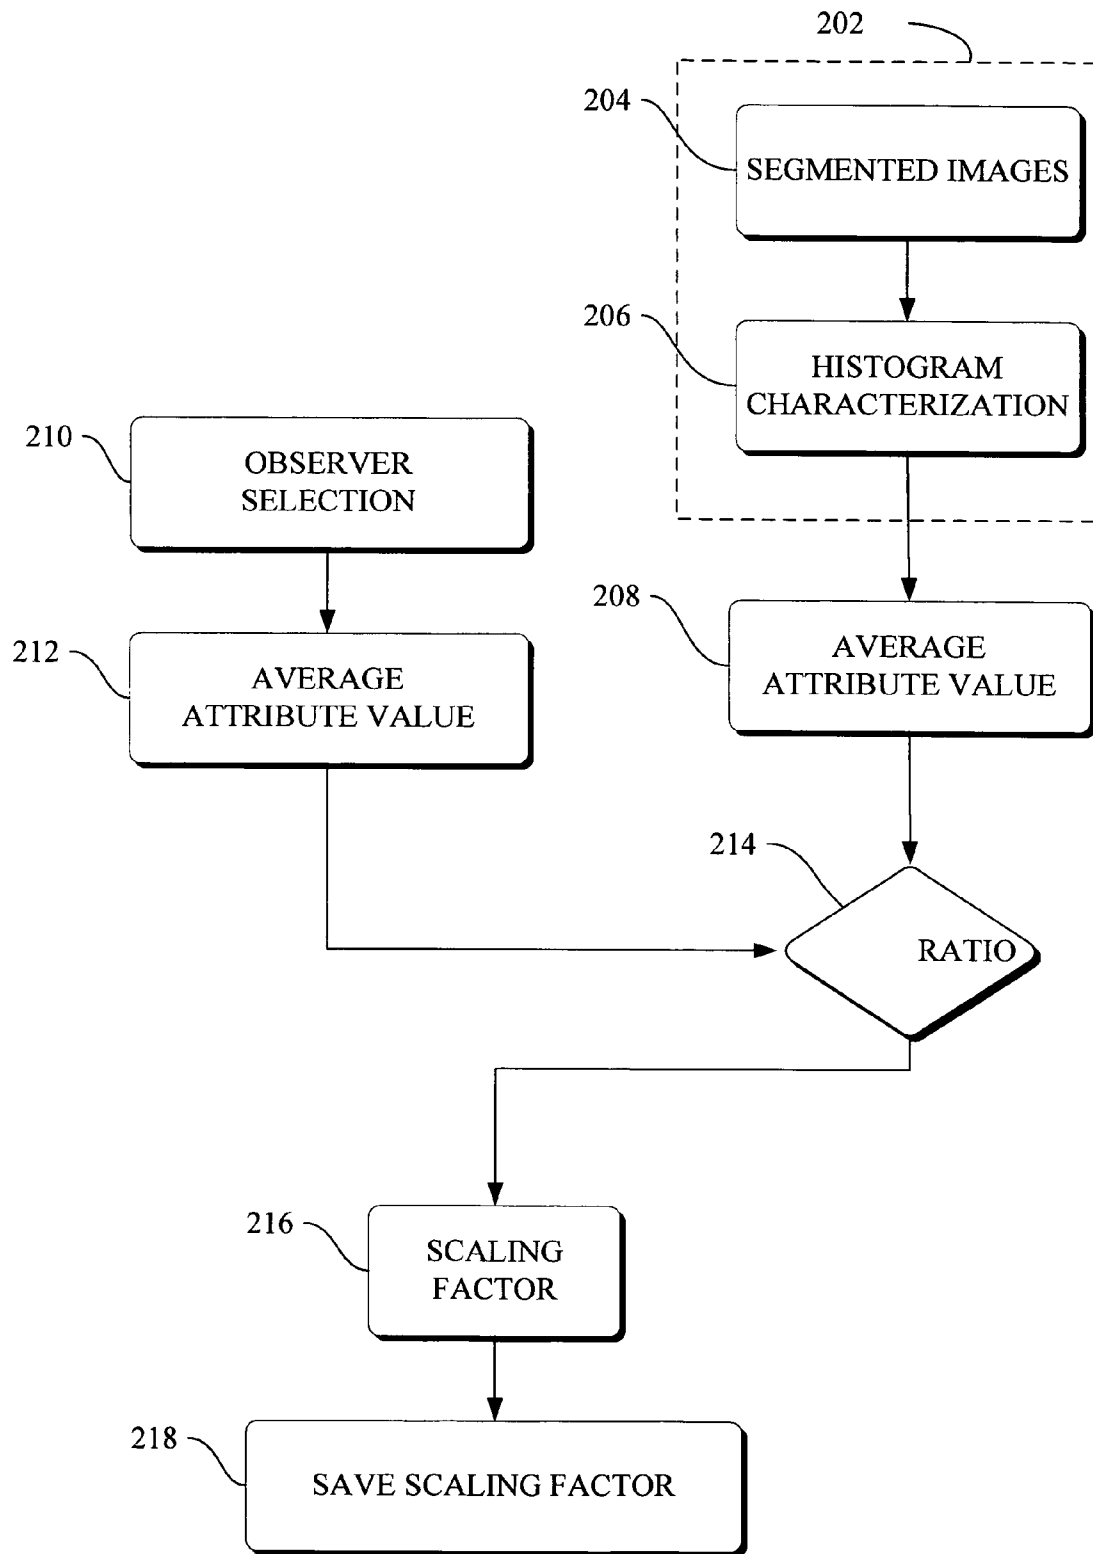 202
204
SEGMENTED IMAGES
206
HISTOGRAM
CHARACTERIZATION
210
OBSERVER
SELECTION
208
AVERAGE
ATTRIBUTE VALUE
212
AVERAGE
ATTRIBUTE VALUE
214
RATIO
216
SCALING
FACTOR
218
SAVE SCALING FACTOR